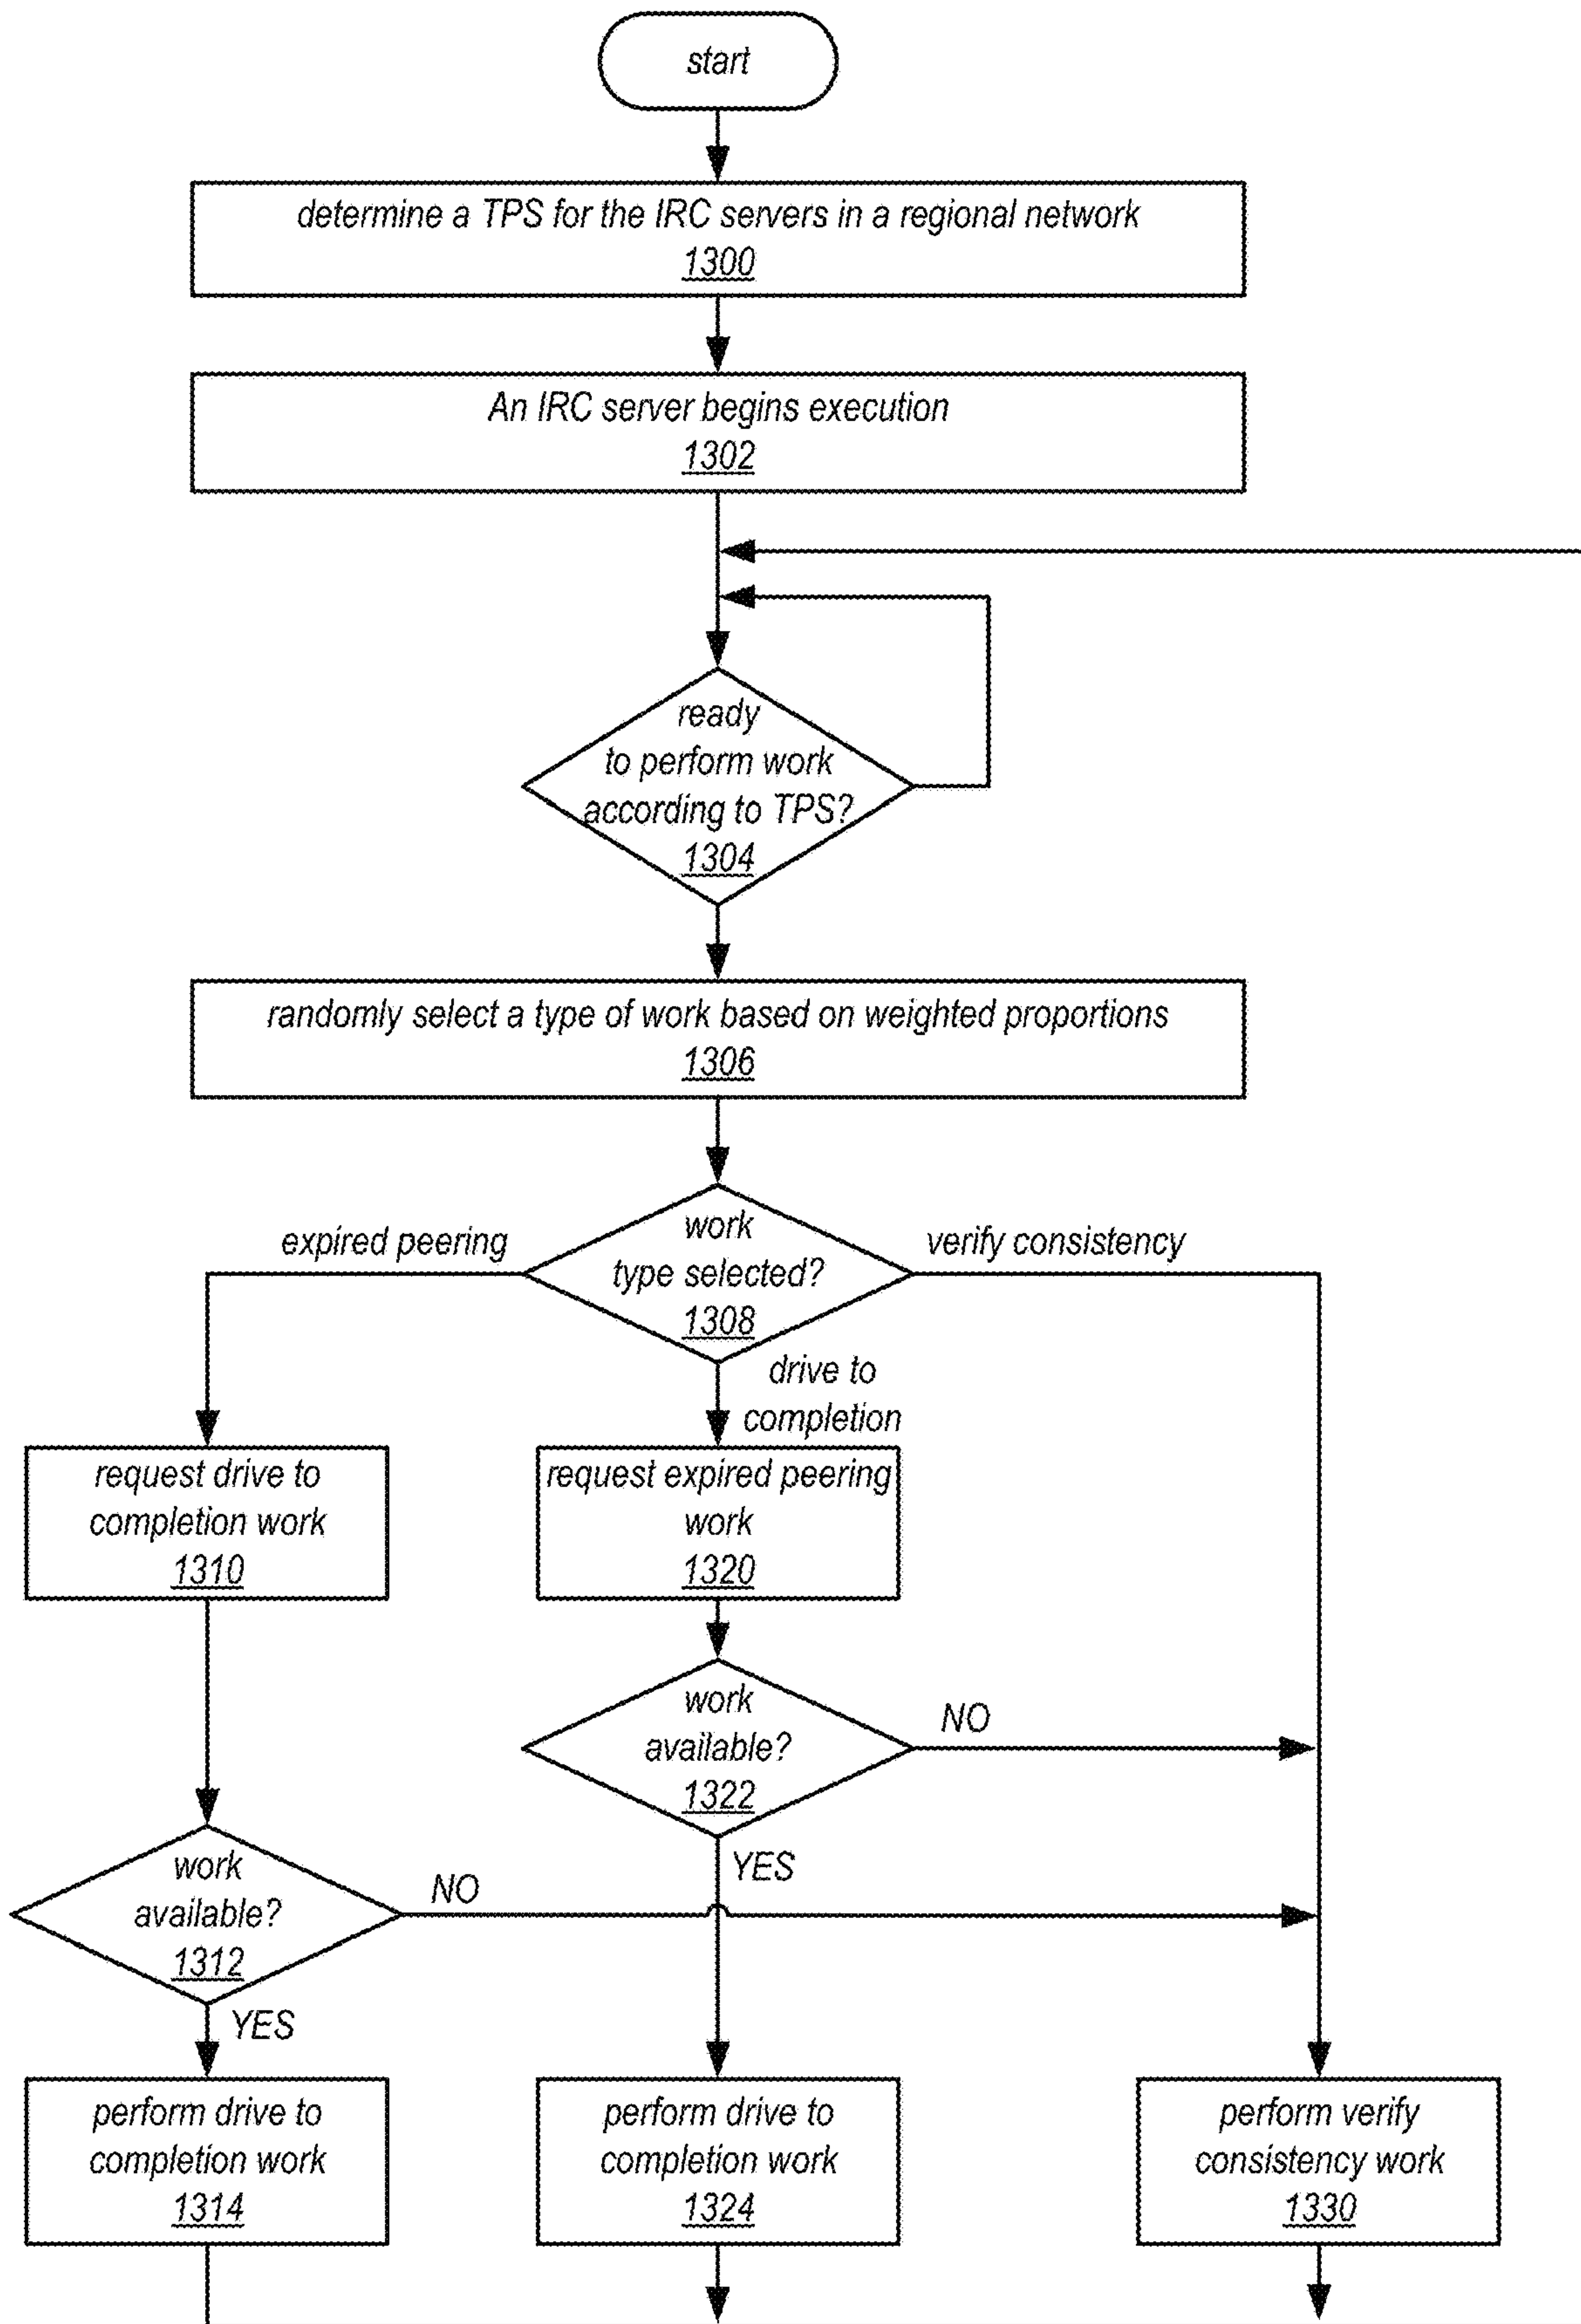 start
determine a TPS for the IRC servers in a regional network
1300
An IRC server begins execution
1302
ready
to perform work
according to TPS?
1304
randomly select a type of work based on weighted proportions
1306
expired peering
work
type selected?
1308
verify consistency
drive to
completion
request drive to
completion work
1310
request expired peering
work
1320
work
available?
1322
NO
YES
work
available?
1312
NO
YES
perform drive to
completion work
1314
perform drive to
completion work
1324
perform verify
consistency work
1330